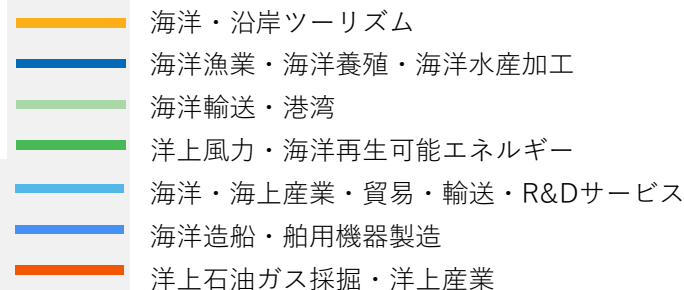 海洋・沿岸ツーリズム
海洋漁業・海洋養殖・海洋水産加工
海洋輸送・港湾
洋上風力・海洋再生可能エネルギー
海洋・海上産業・貿易・輸送・R&Dサービス
海洋造船・舶用機器製造
洋上石油ガス採掘・洋上産業